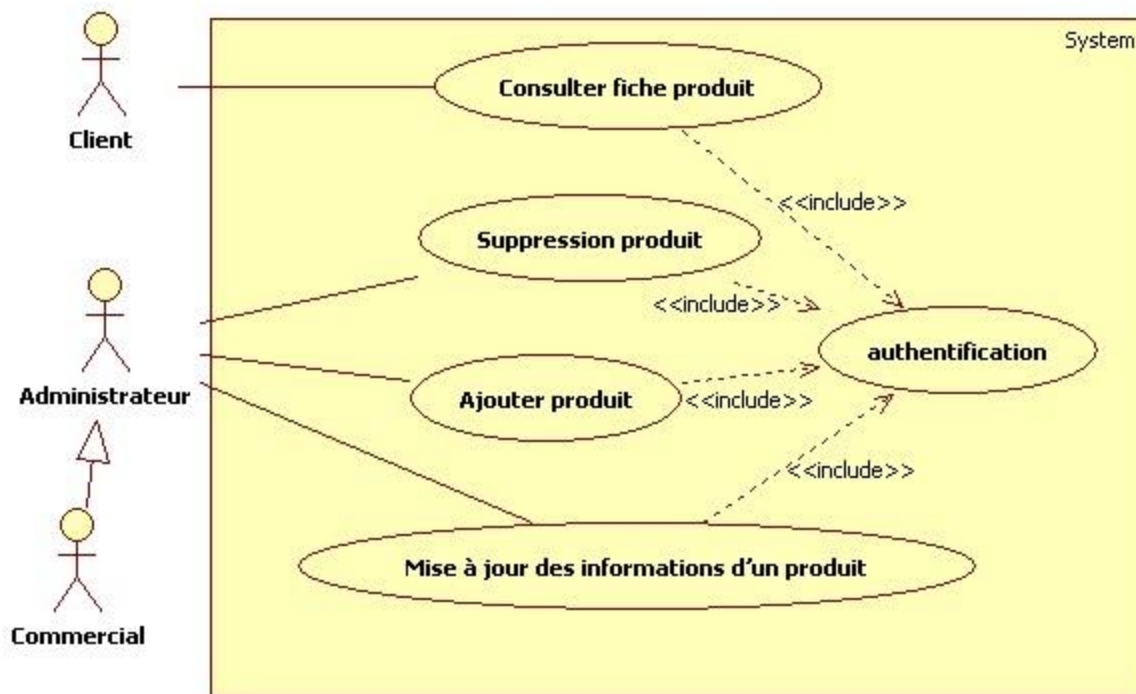 System
Consulter fiche produit
Client
<<include>>
Suppression produit
<<include>>
authentification
Administrateur
Ajouter produit
<<include>>
<<include>>
Mise à jour des informations d'un produit
Commercial